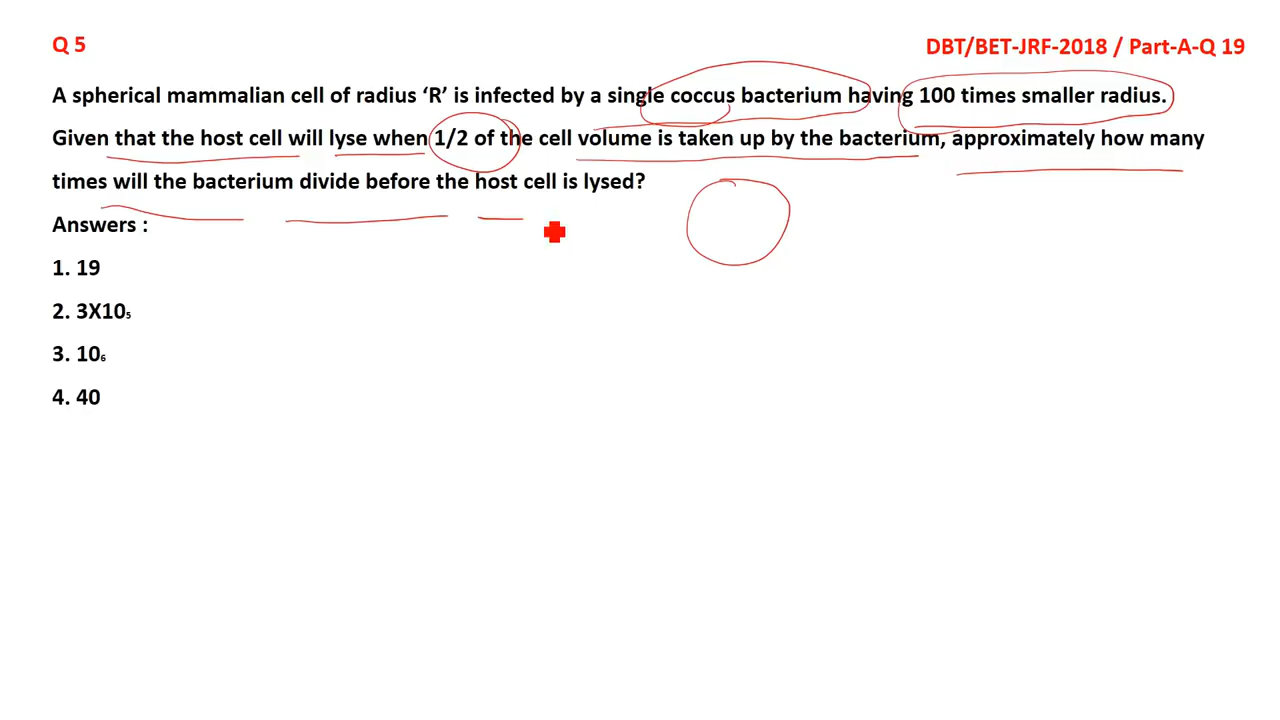 Q 5
DBT/BET-JRF-2018 / Part-A-Q 19
A spherical mammalian cell of radius ‘R’ is infected by a single coccus bacterium having 100 times smaller radius.
Given that the host cell will lyse when 1/2 of the cell volume is taken up by the bacterium, approximately how many
times will the bacterium divide before the host cell is lysed?
Answers :
1. 19
2. 3X10₅
3. 10₆
4. 40